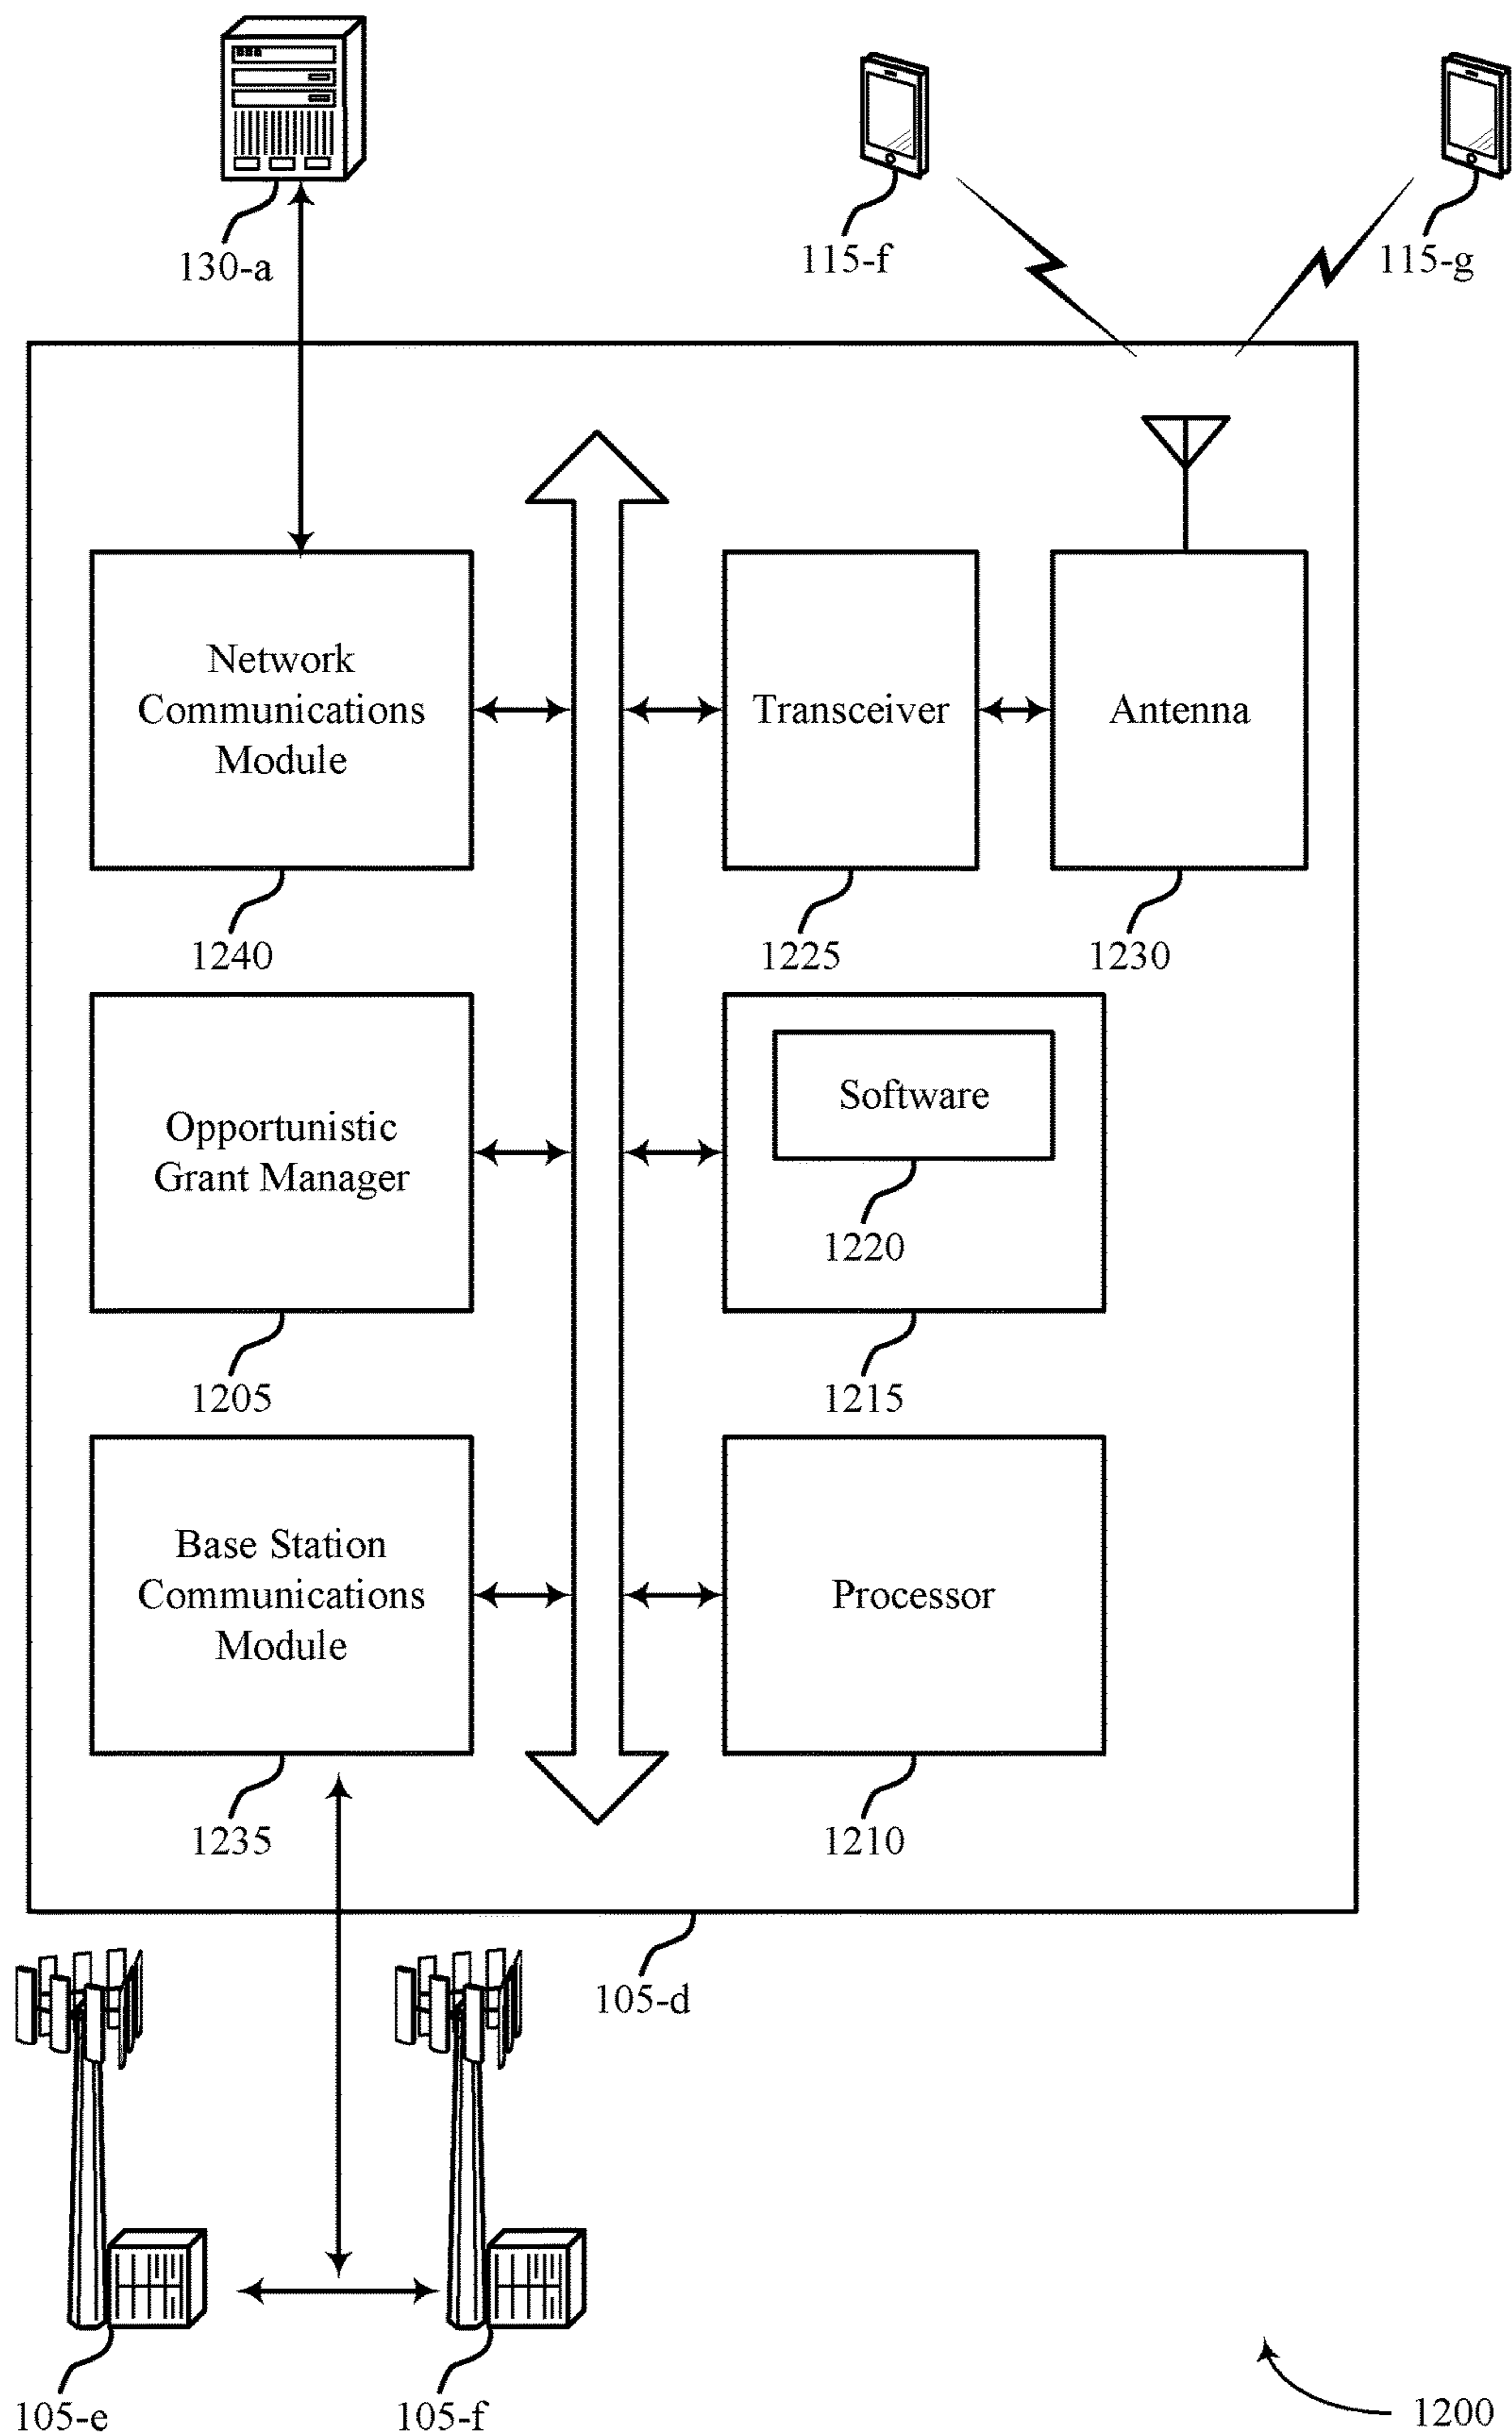 130-a
115-f
115-g
Network
Communications
Module
Transceiver
Antenna
1240
1225
1230
Software
Opportunistic
Grant Manager
1220
1205
1215
Base Station
Communications
Module
Processor
1235
1210
105-d
105-e
105-f
1200